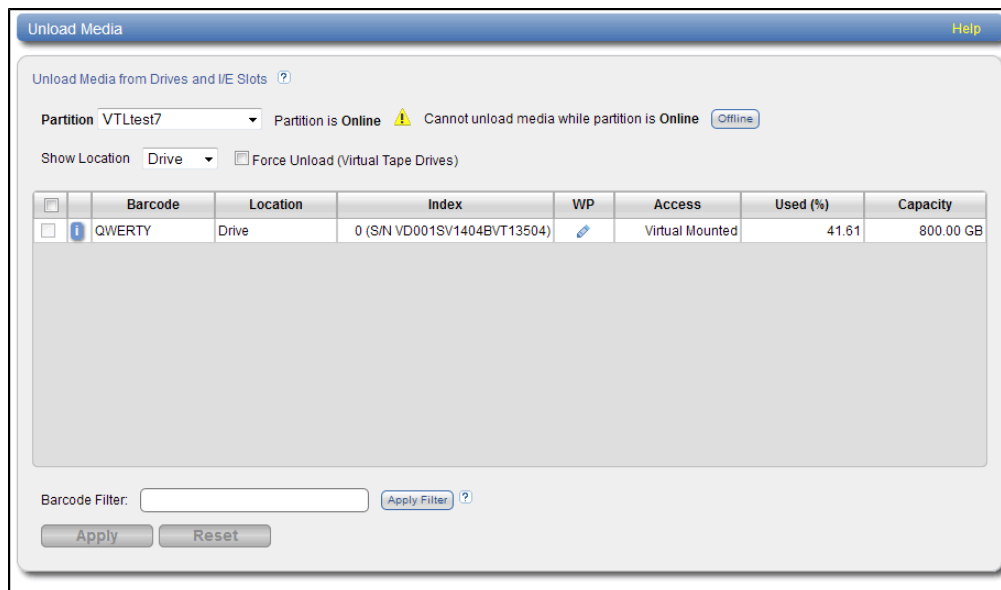 Unload Media Help
Unload Media from Drives and I/E Slots ?
Partition VTLtest7 Partition is Online Cannot unload media while partition is Online Offline
Show Location Drive Force Unload (Virtual Tape Drives)
i Barcode Location Index WP Access Used (%) Capacity
QWERTY Drive 0 (S/N VD001SV1404BVT13504) Virtual Mounted 41.61 800.00 GB
Barcode Filter: Apply Filter ?
Apply Reset